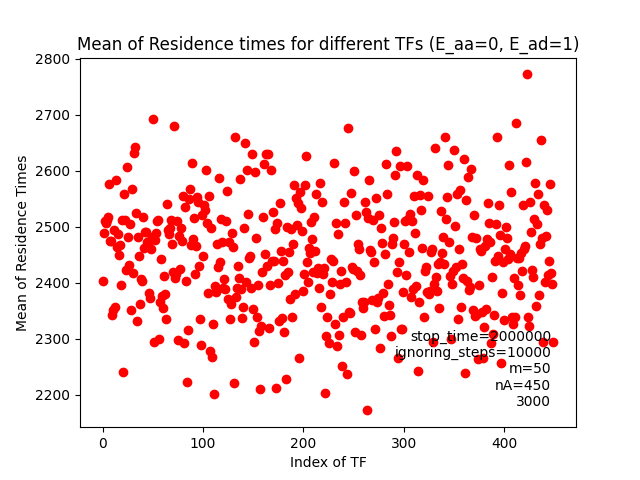 Mean of Residence times for different TFs (E_aa=0, E_ad=1)
2800
2700
2600
2500
2400
2300
2200
Mean of Residence Times
stop_time=2000000
ignoring_steps=10000
m=50
nA=450
3000
0 100 200 300 400
Index of TF